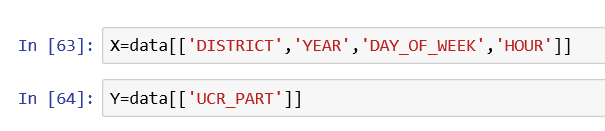 In [63]: X=data[['DISTRICT','YEAR','DAY_OF_WEEK','HOUR']]
In [64]: Y=data[['UCR_PART']]